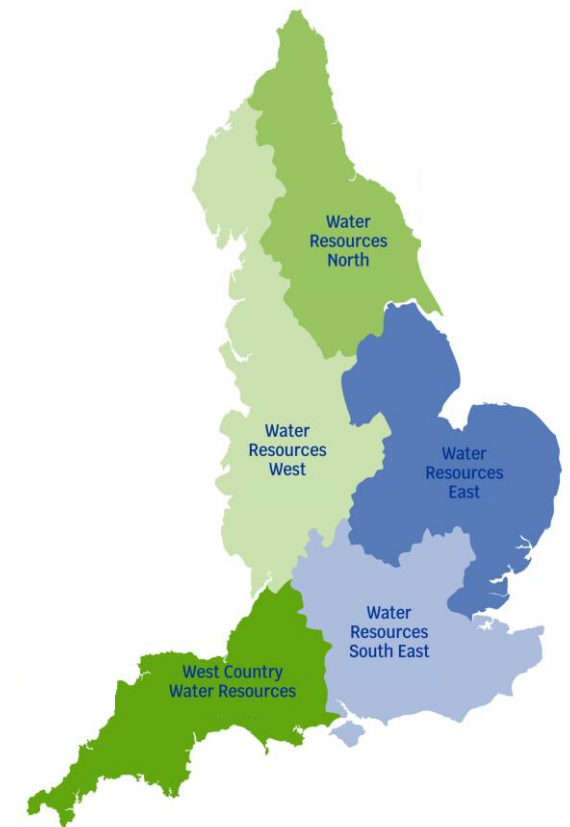 Water
Resources
North
Water
Resources
West
Water
Resources
East
Water
Resources
South East
West Country
Water Resources